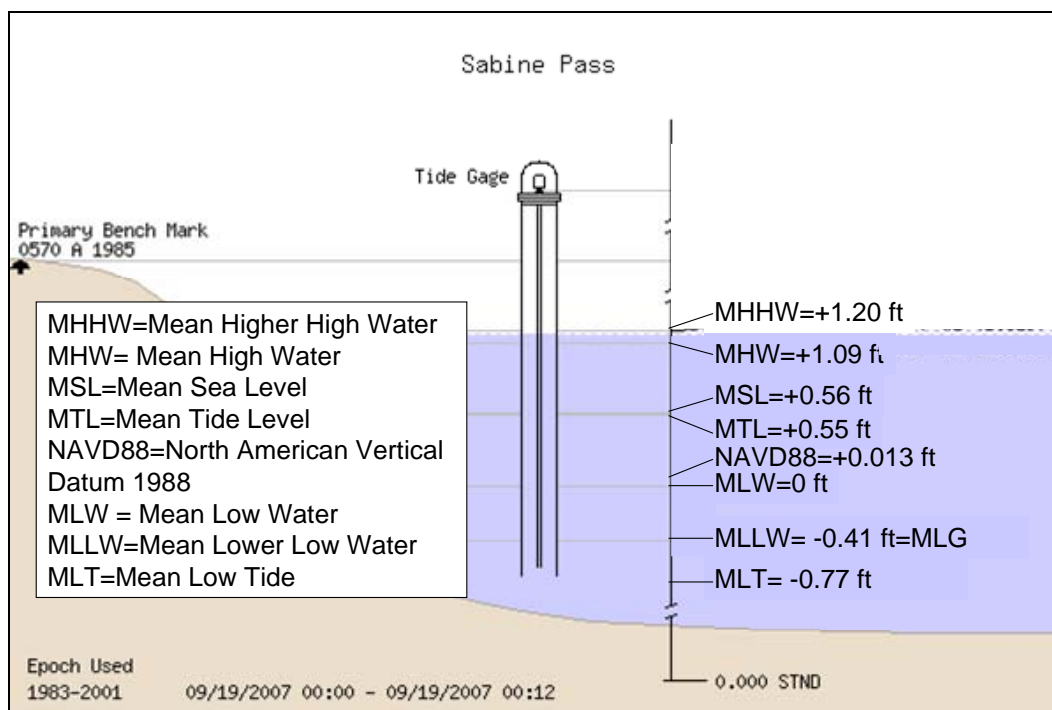 Sabine Pass
Tide Gage
Primary Bench Mark
0570 A 1985
MHHW=Mean Higher High Water
MHW= Mean High Water
MSL=Mean Sea Level
MTL=Mean Tide Level
NAVD88=North American Vertical
Datum 1988
MLW = Mean Low Water
MLLW=Mean Lower Low Water
MLT=Mean Low Tide
MHHW=+1.20 ft
MHW=+1.09 ft
MSL=+0.56 ft
MTL=+0.55 ft
NAVD88=+0.013 ft
MLW=0 ft
MLLW= -0.41 ft=MLG
MLT= -0.77 ft
0.000 STND
Epoch Used
1983-2001 09/19/2007 00:00 - 09/19/2007 00:12